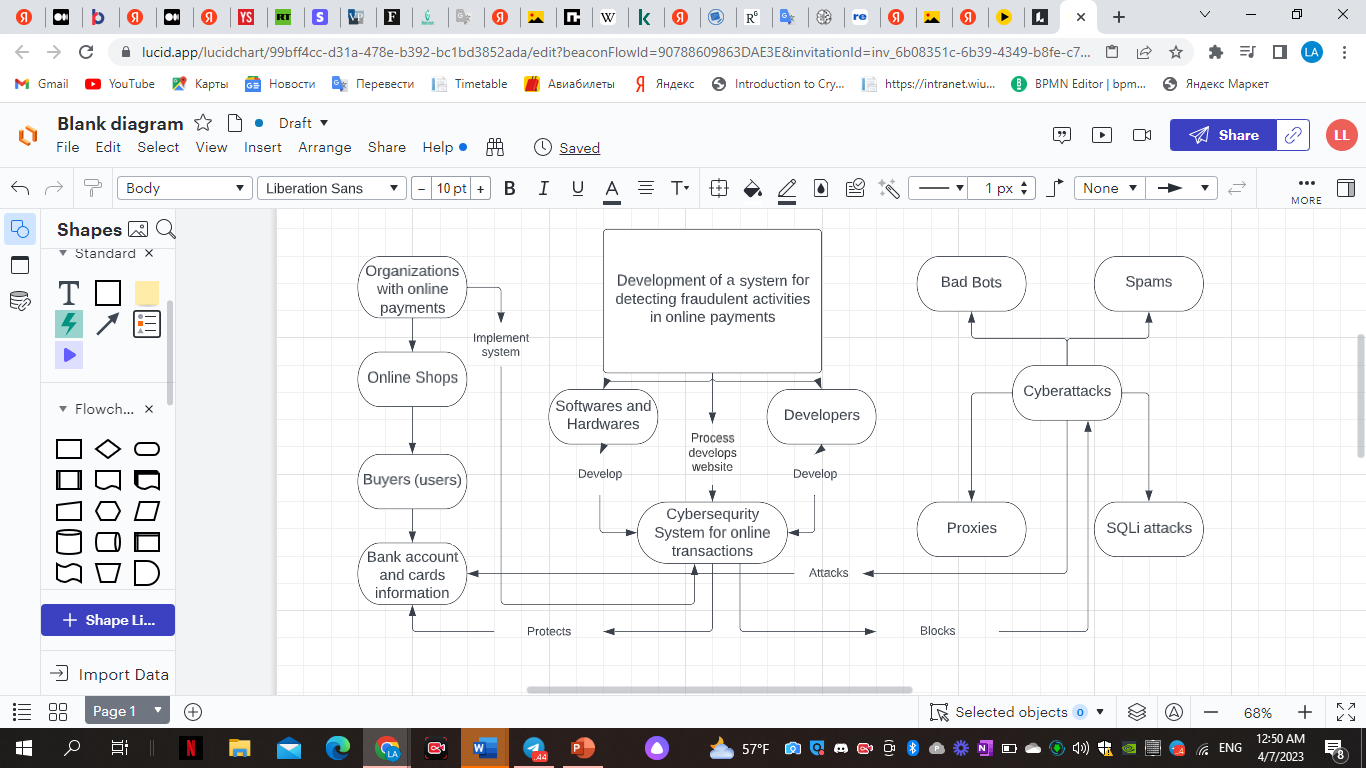 lucid.app/lucidchart/99bff4cc-d31a-478e-b392-bc1bd3852ada/edit?beaconFlowId=90788609863DAE3E&invitationId=inv_6b08351c-6b39-4349-b8fe-c7...
LA
Gmail
YouTube
Карты
Новости
Перевести
Timetable
Авиабилеты
Яндекс
Introduction to Cry...
https://intranet.wiu...
BPMN Editor | bpm...
Яндекс Маркет
Blank diagram
Draft
File Edit Select View Insert Arrange Share Help
Saved
Share
LL
Body
Liberation Sans
− 10 pt +
B I U A T
1 px
None
MORE
Shapes
Standard
T
Flowch...
+ Shape Li...
Import Data
Organizations
with online
payments
Implement
system
Online Shops
Buyers (users)
Bank account
and cards
information
Development of a system for
detecting fraudulent activities
in online payments
Softwares and
Hardwares
Developers
Process
develops
website
Develop
Develop
Cybersequrity
System for online
transactions
Attacks
Protects
Blocks
Bad Bots
Spams
Cyberattacks
Proxies
SQLi attacks
Page 1
Selected objects 0
68%
57°F
ENG
12:50 AM
4/7/2023
8